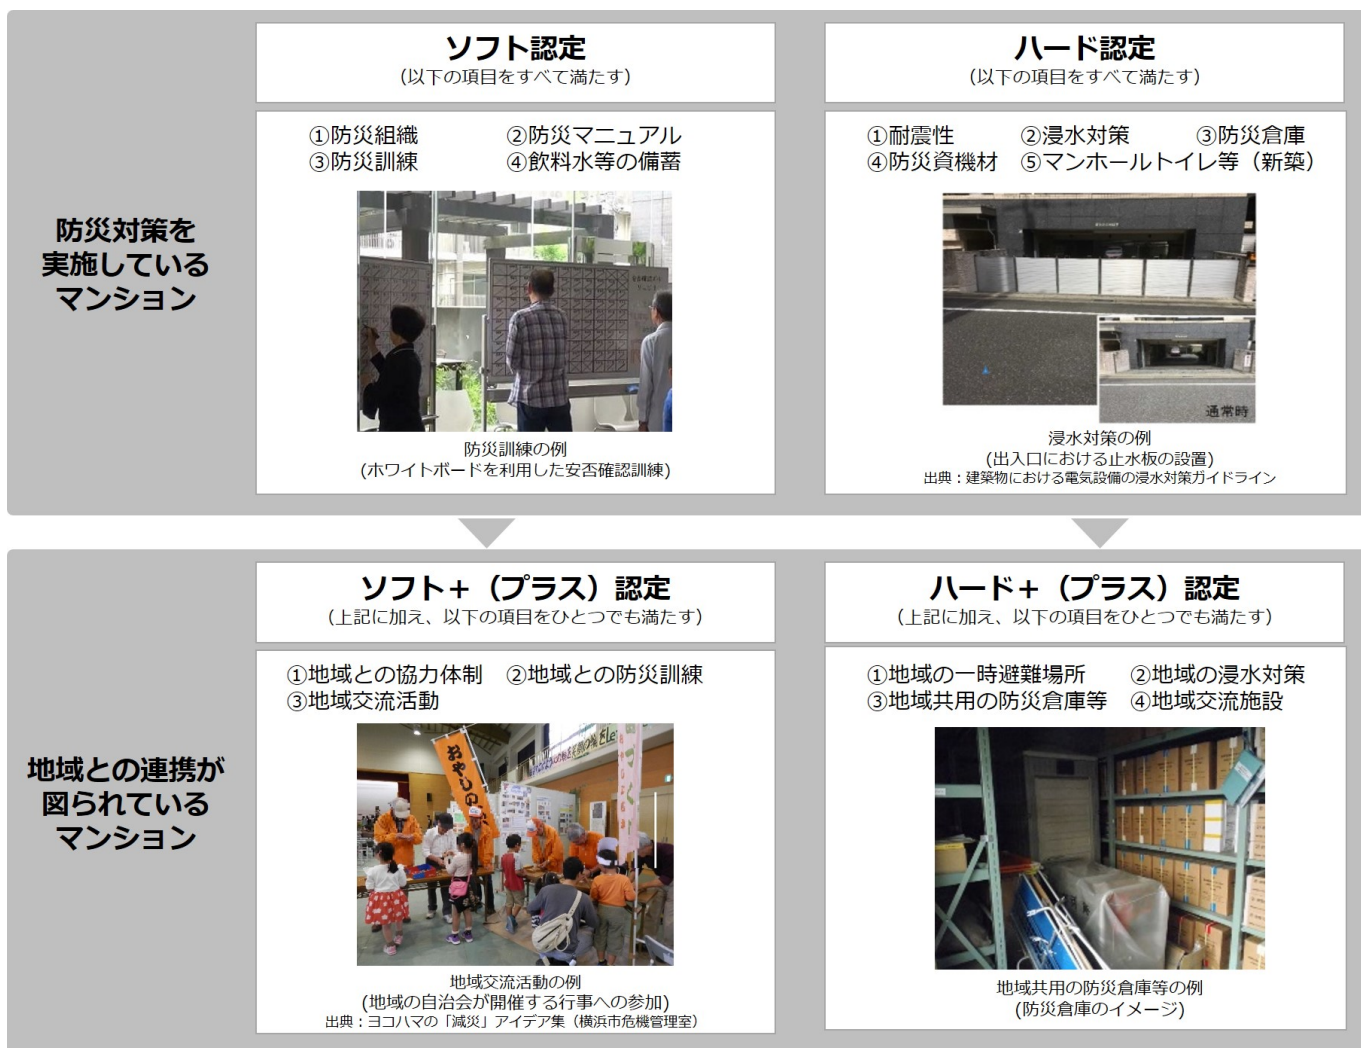 防災対策を
実施している
マンション
ソフト認定
(以下の項目をすべて満たす)
①防災組織 ②防災マニュアル
③防災訓練 ④飲料水等の備蓄
防災訓練の例
(ホワイトボードを利用した安否確認訓練)
ハード認定
(以下の項目をすべて満たす)
①耐震性 ②浸水対策 ③防災倉庫
④防災資機材 ⑤マンホールトイレ等（新築）
通常時
浸水対策の例
(出入口における止水板の設置)
出典：建築物における電気設備の浸水対策ガイドライン
地域との連携が
図られている
マンション
ソフト＋（プラス）認定
(上記に加え、以下の項目をひとつでも満たす)
①地域との協力体制 ②地域との防災訓練
③地域交流活動
おやじの
地域交流活動の例
(地域の自治会が開催する行事への参加)
出典：ヨコハマの「減災」アイデア集（横浜市危機管理室）
ハード＋（プラス）認定
(上記に加え、以下の項目をひとつでも満たす)
①地域の一時避難場所 ②地域の浸水対策
③地域共用の防災倉庫等 ④地域交流施設
地域共用の防災倉庫等の例
(防災倉庫のイメージ)